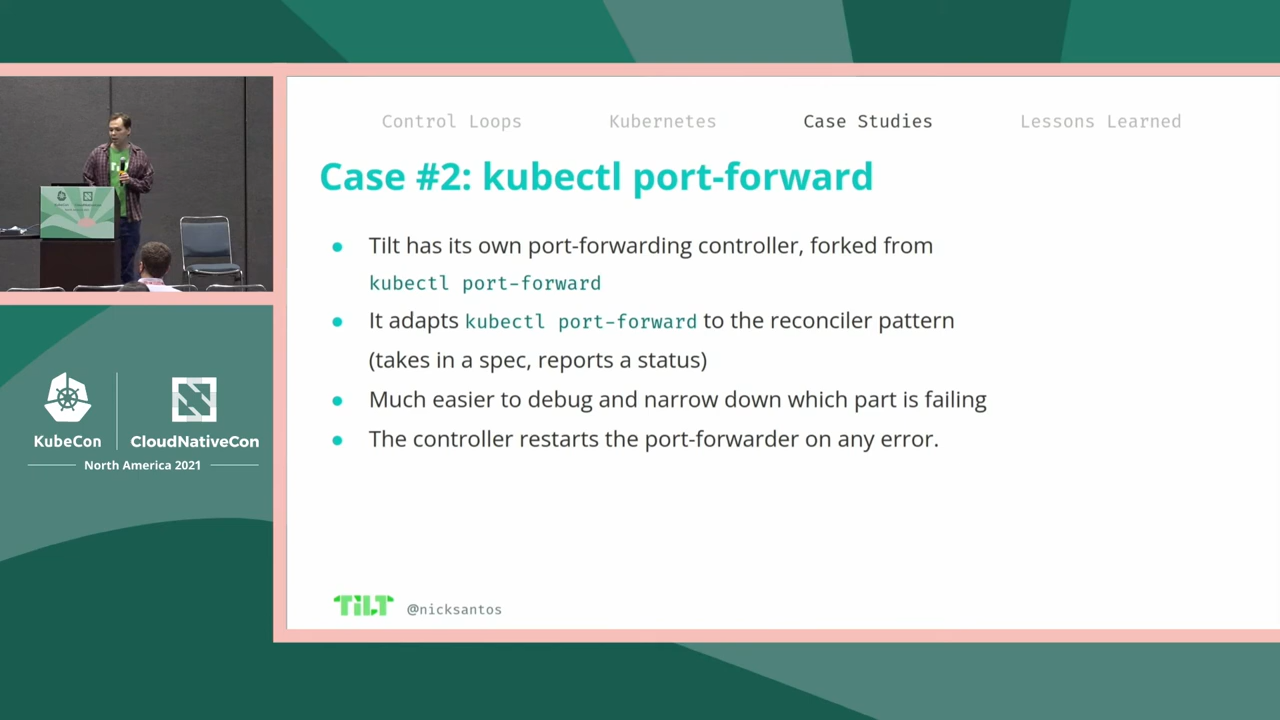 Control Loops Kubernetes Case Studies Lessons Learned
Case #2: kubectl port-forward
Tilt has its own port-forwarding controller, forked from
kubectl port-forward
It adapts kubectl port-forward to the reconciler pattern
(takes in a spec, reports a status)
Much easier to debug and narrow down which part is failing
The controller restarts the port-forwarder on any error.
TiLT @nicksantos
KubeCon CloudNativeCon
North America 2021